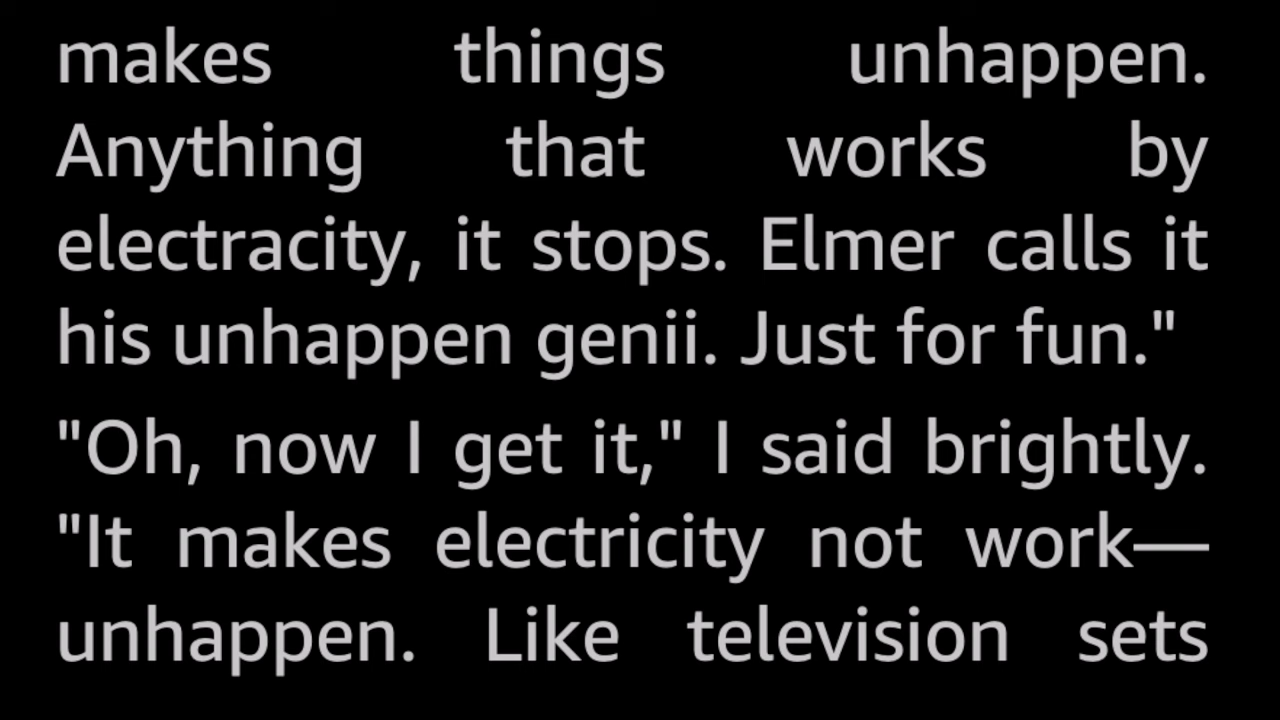 makes things unhappen.
Anything that works by
electracity, it stops. Elmer calls it
his unhappen genii. Just for fun."
"Oh, now I get it," I said brightly.
"It makes electricity not work—
unhappen. Like television sets